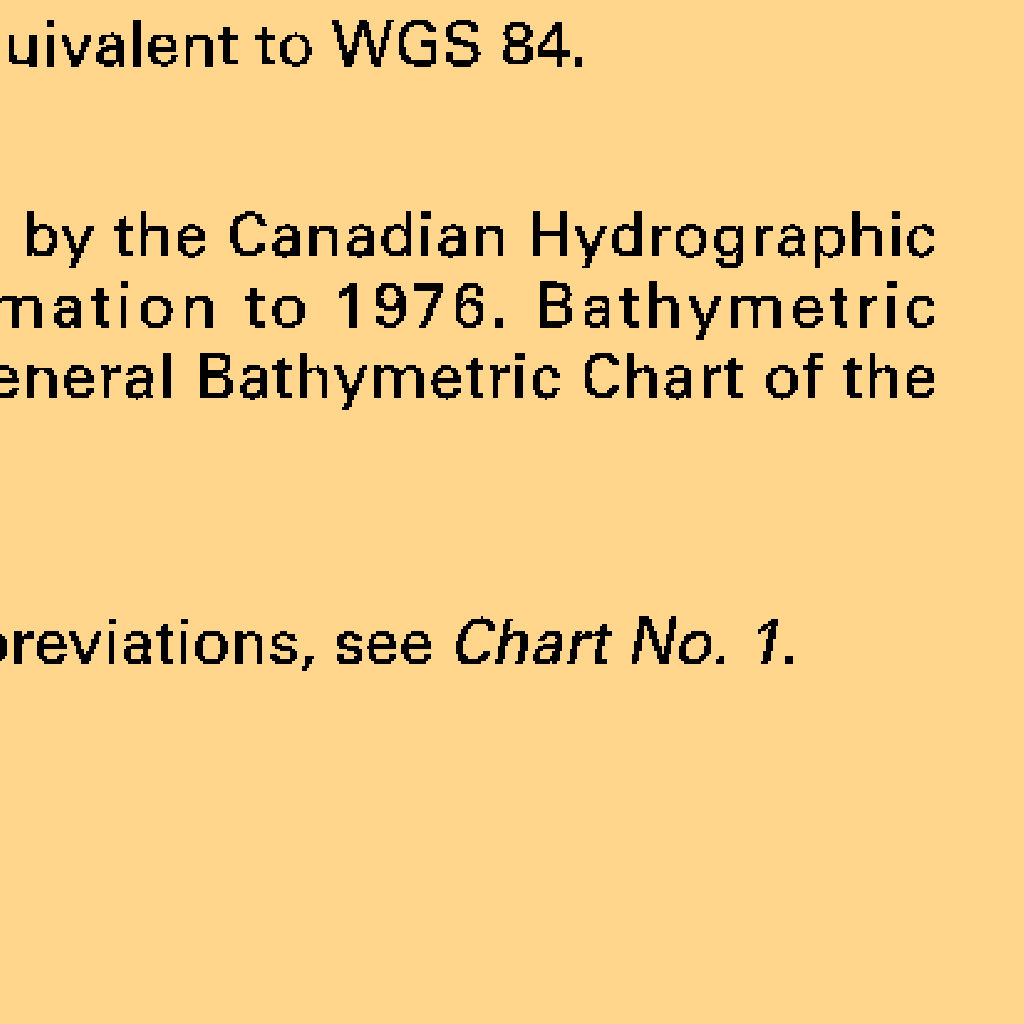 uivalent to WGS 84.
by the Canadian Hydrographic
mation to 1976. Bathymetric
eneral Bathymetric Chart of the
breviations, see Chart No. 1.